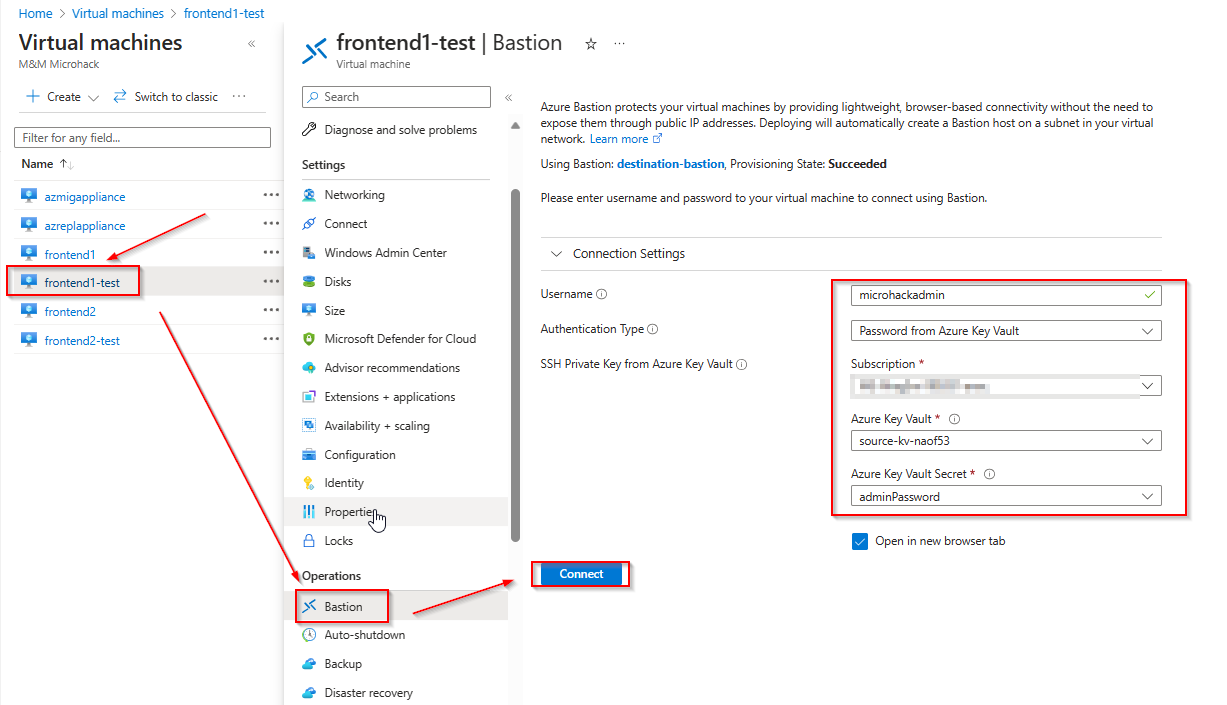 Home > Virtual machines > frontend1-test
Virtual machines
M&M Microhack
Create
Switch to classic
Filter for any field...
Name
azmigappliance
azreplappliance
frontend1
frontend1-test
frontend2
frontend2-test
frontend1-test | Bastion
Virtual machine
Search
Diagnose and solve problems
Settings
Networking
Connect
Windows Admin Center
Disks
Size
Microsoft Defender for Cloud
Advisor recommendations
Extensions + applications
Availability + scaling
Configuration
Identity
Properties
Locks
Operations
Bastion
Auto-shutdown
Backup
Disaster recovery
Azure Bastion protects your virtual machines by providing lightweight, browser-based connectivity without the need to
expose them through public IP addresses. Deploying will automatically create a Bastion host on a subnet in your virtual
network. Learn more
Using Bastion: destination-bastion, Provisioning State: Succeeded
Please enter username and password to your virtual machine to connect using Bastion.
Connection Settings
Username
microhackadmin
Authentication Type
Password from Azure Key Vault
SSH Private Key from Azure Key Vault
Subscription *
Azure Key Vault *
source-kv-naof53
Azure Key Vault Secret *
adminPassword
Open in new browser tab
Connect